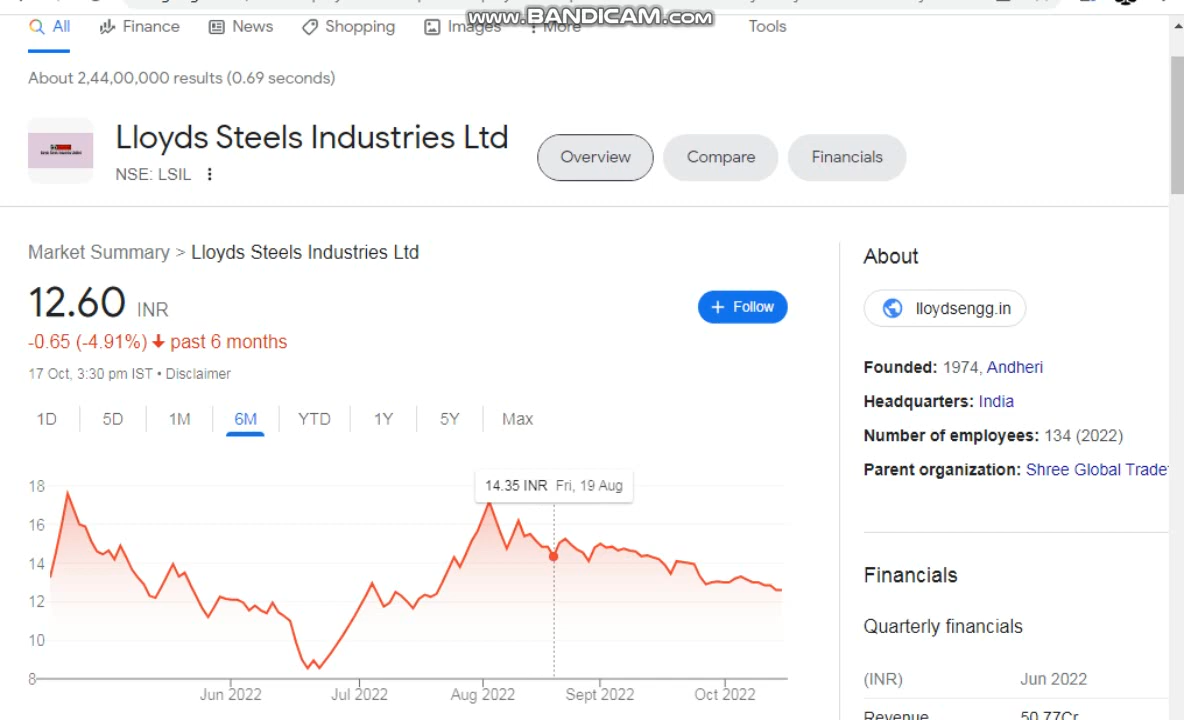 www.BANDICAM.com
All News Finance Shopping Images More Tools
About 2,44,00,000 results (0.69 seconds)
Lloyds Steels Industries Ltd
NSE: LSIL
Overview Compare Financials
Market Summary > Lloyds Steels Industries Ltd
12.60 INR
+ Follow
-0.65 (-4.91%) past 6 months
17 Oct, 3:30 pm IST • Disclaimer
1D 5D 1M 6M YTD 1Y 5Y Max
14.35 INR Fri, 19 Aug
18
16
14
12
10
8
Jun 2022 Jul 2022 Aug 2022 Sept 2022 Oct 2022
About
lloydsengg.in
Founded: 1974, Andheri
Headquarters: India
Number of employees: 134 (2022)
Parent organization: Shree Global Trade
Financials
Quarterly financials
(INR) Jun 2022
Revenue 50.77Cr